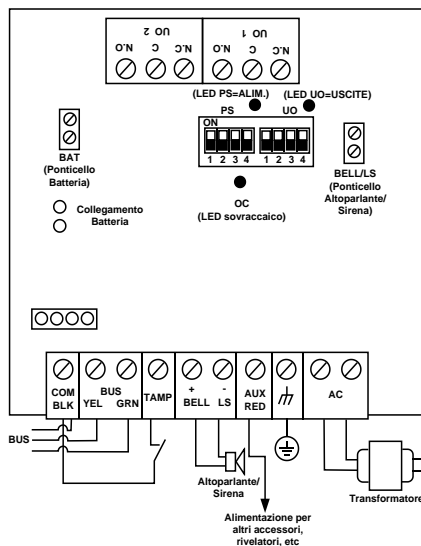 UO 2 UO 1
N.O C N.C N.O C N.C
(LED PS=ALIM.) (LED UO=USCITE)
PS UO
ON
1 2 3 4 1 2 3 4
BAT
(Ponticello
Batteria)
BELL/LS
(Ponticello
Altoparlante/
Sirena)
OC
(LED sovraccaico)
Collegamento
Batteria
COM
BLK
BUS
YEL GRN
TAMP
+ -
BELL LS
AUX
RED
AC
BUS
Altoparlante/
Sirena
Transformatore
Alimentazione per
altri accessori,
rivelatori, etc